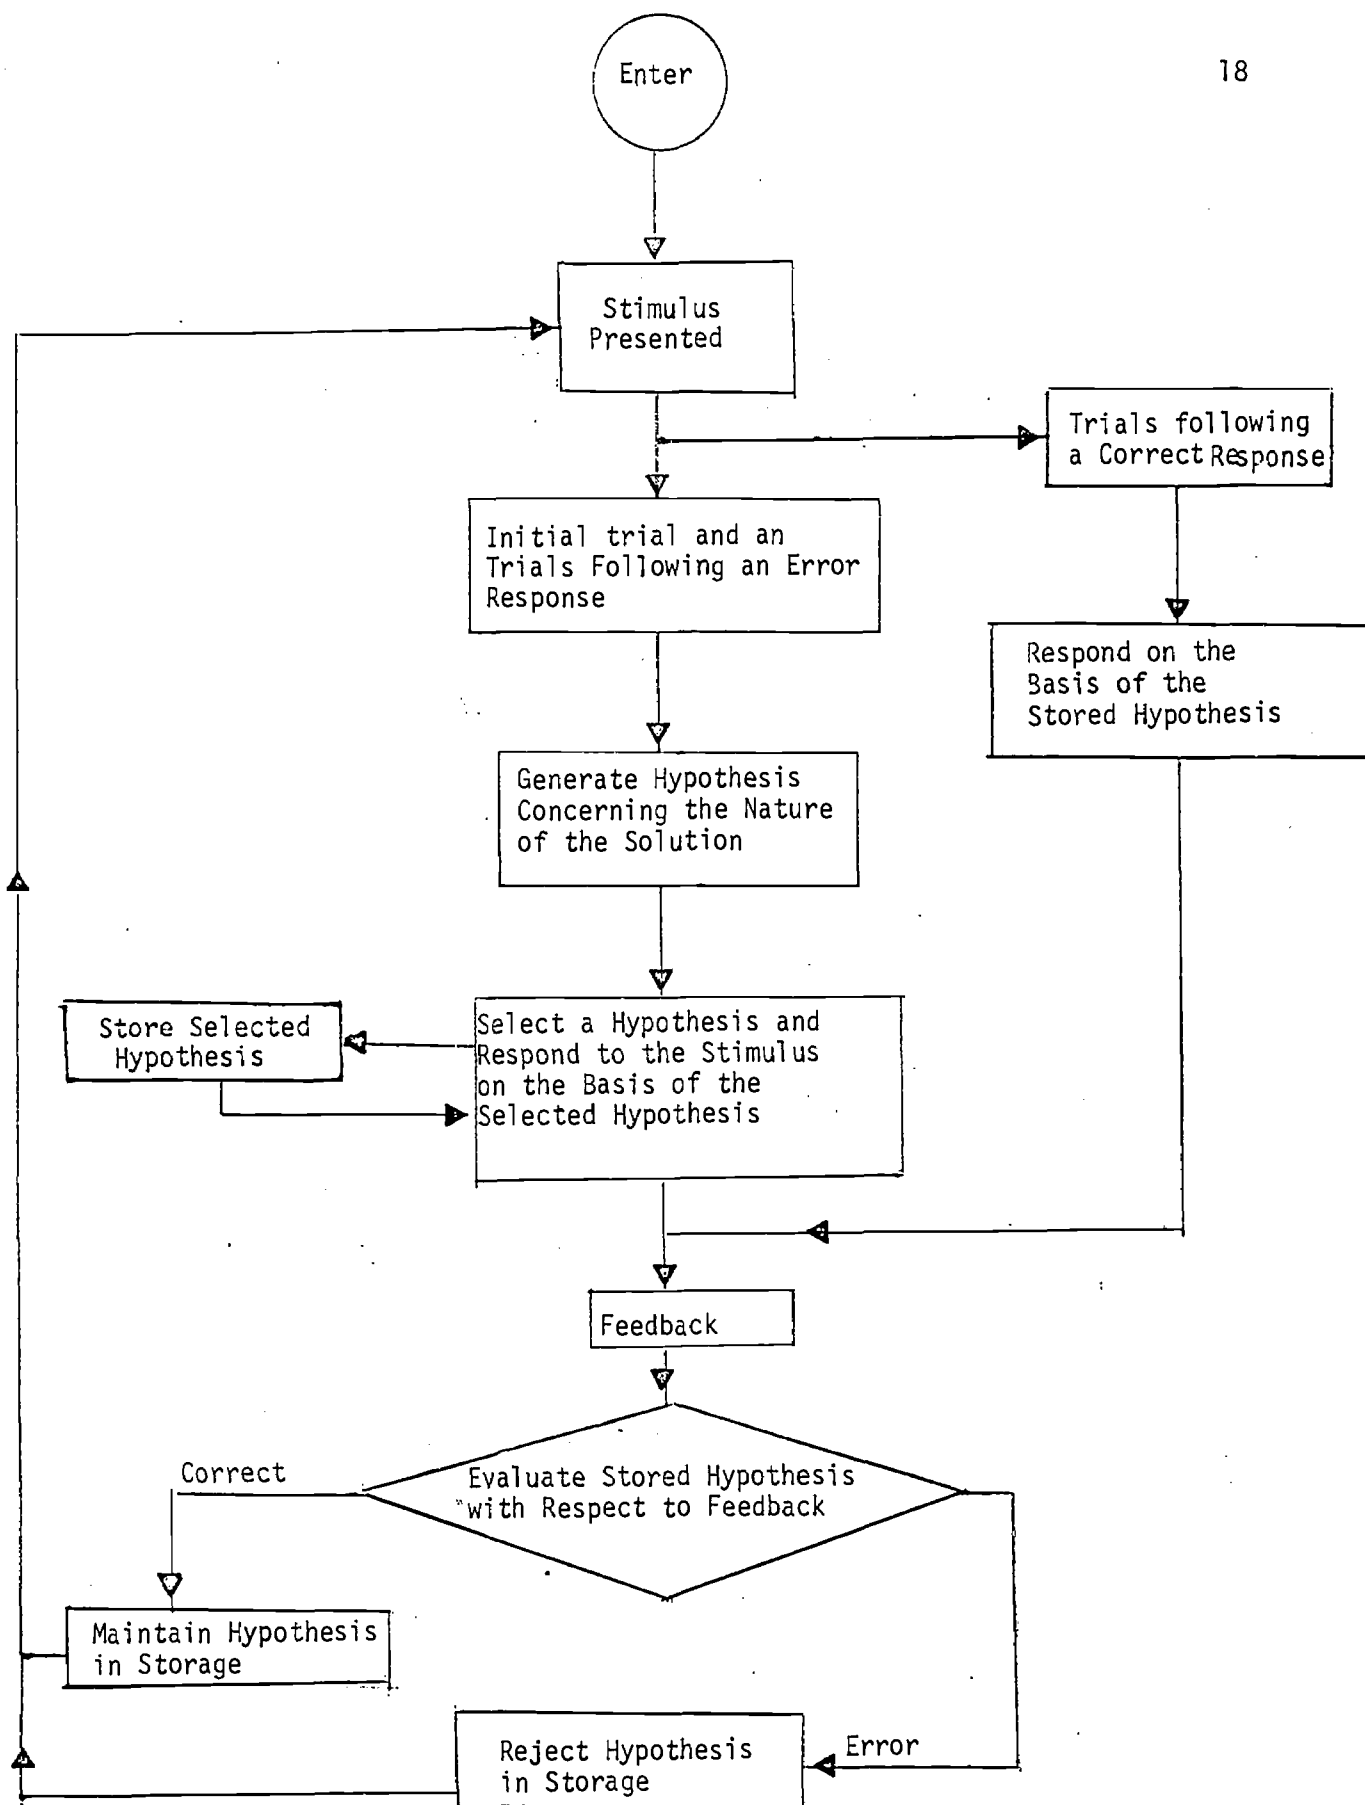 18
Enter
Stimulus
Presented
Trials following
a Correct Response
Initial trial and an
Trials Following an Error
Response
Respond on the
Basis of the
Stored Hypothesis
Generate Hypothesis
Concerning the Nature
of the Solution
Store Selected
Hypothesis
Select a Hypothesis and
Respond to the Stimulus
on the Basis of the
Selected Hypothesis
Feedback
Correct
Evaluate Stored Hypothesis
with Respect to Feedback
Maintain Hypothesis
in Storage
Error
Reject Hypothesis
in Storage